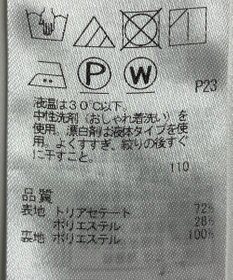 P W
P23
液温は30℃以下。
中性洗剤(おしゃれ着洗い)を
使用。漂白剤は液体タイプを使
用。よくすすぎ、絞りの後すぐ
に干すこと。
110
品質
表地 トリアセテート 72%
ポリエステル 28%
裏地 ポリエステル 100%